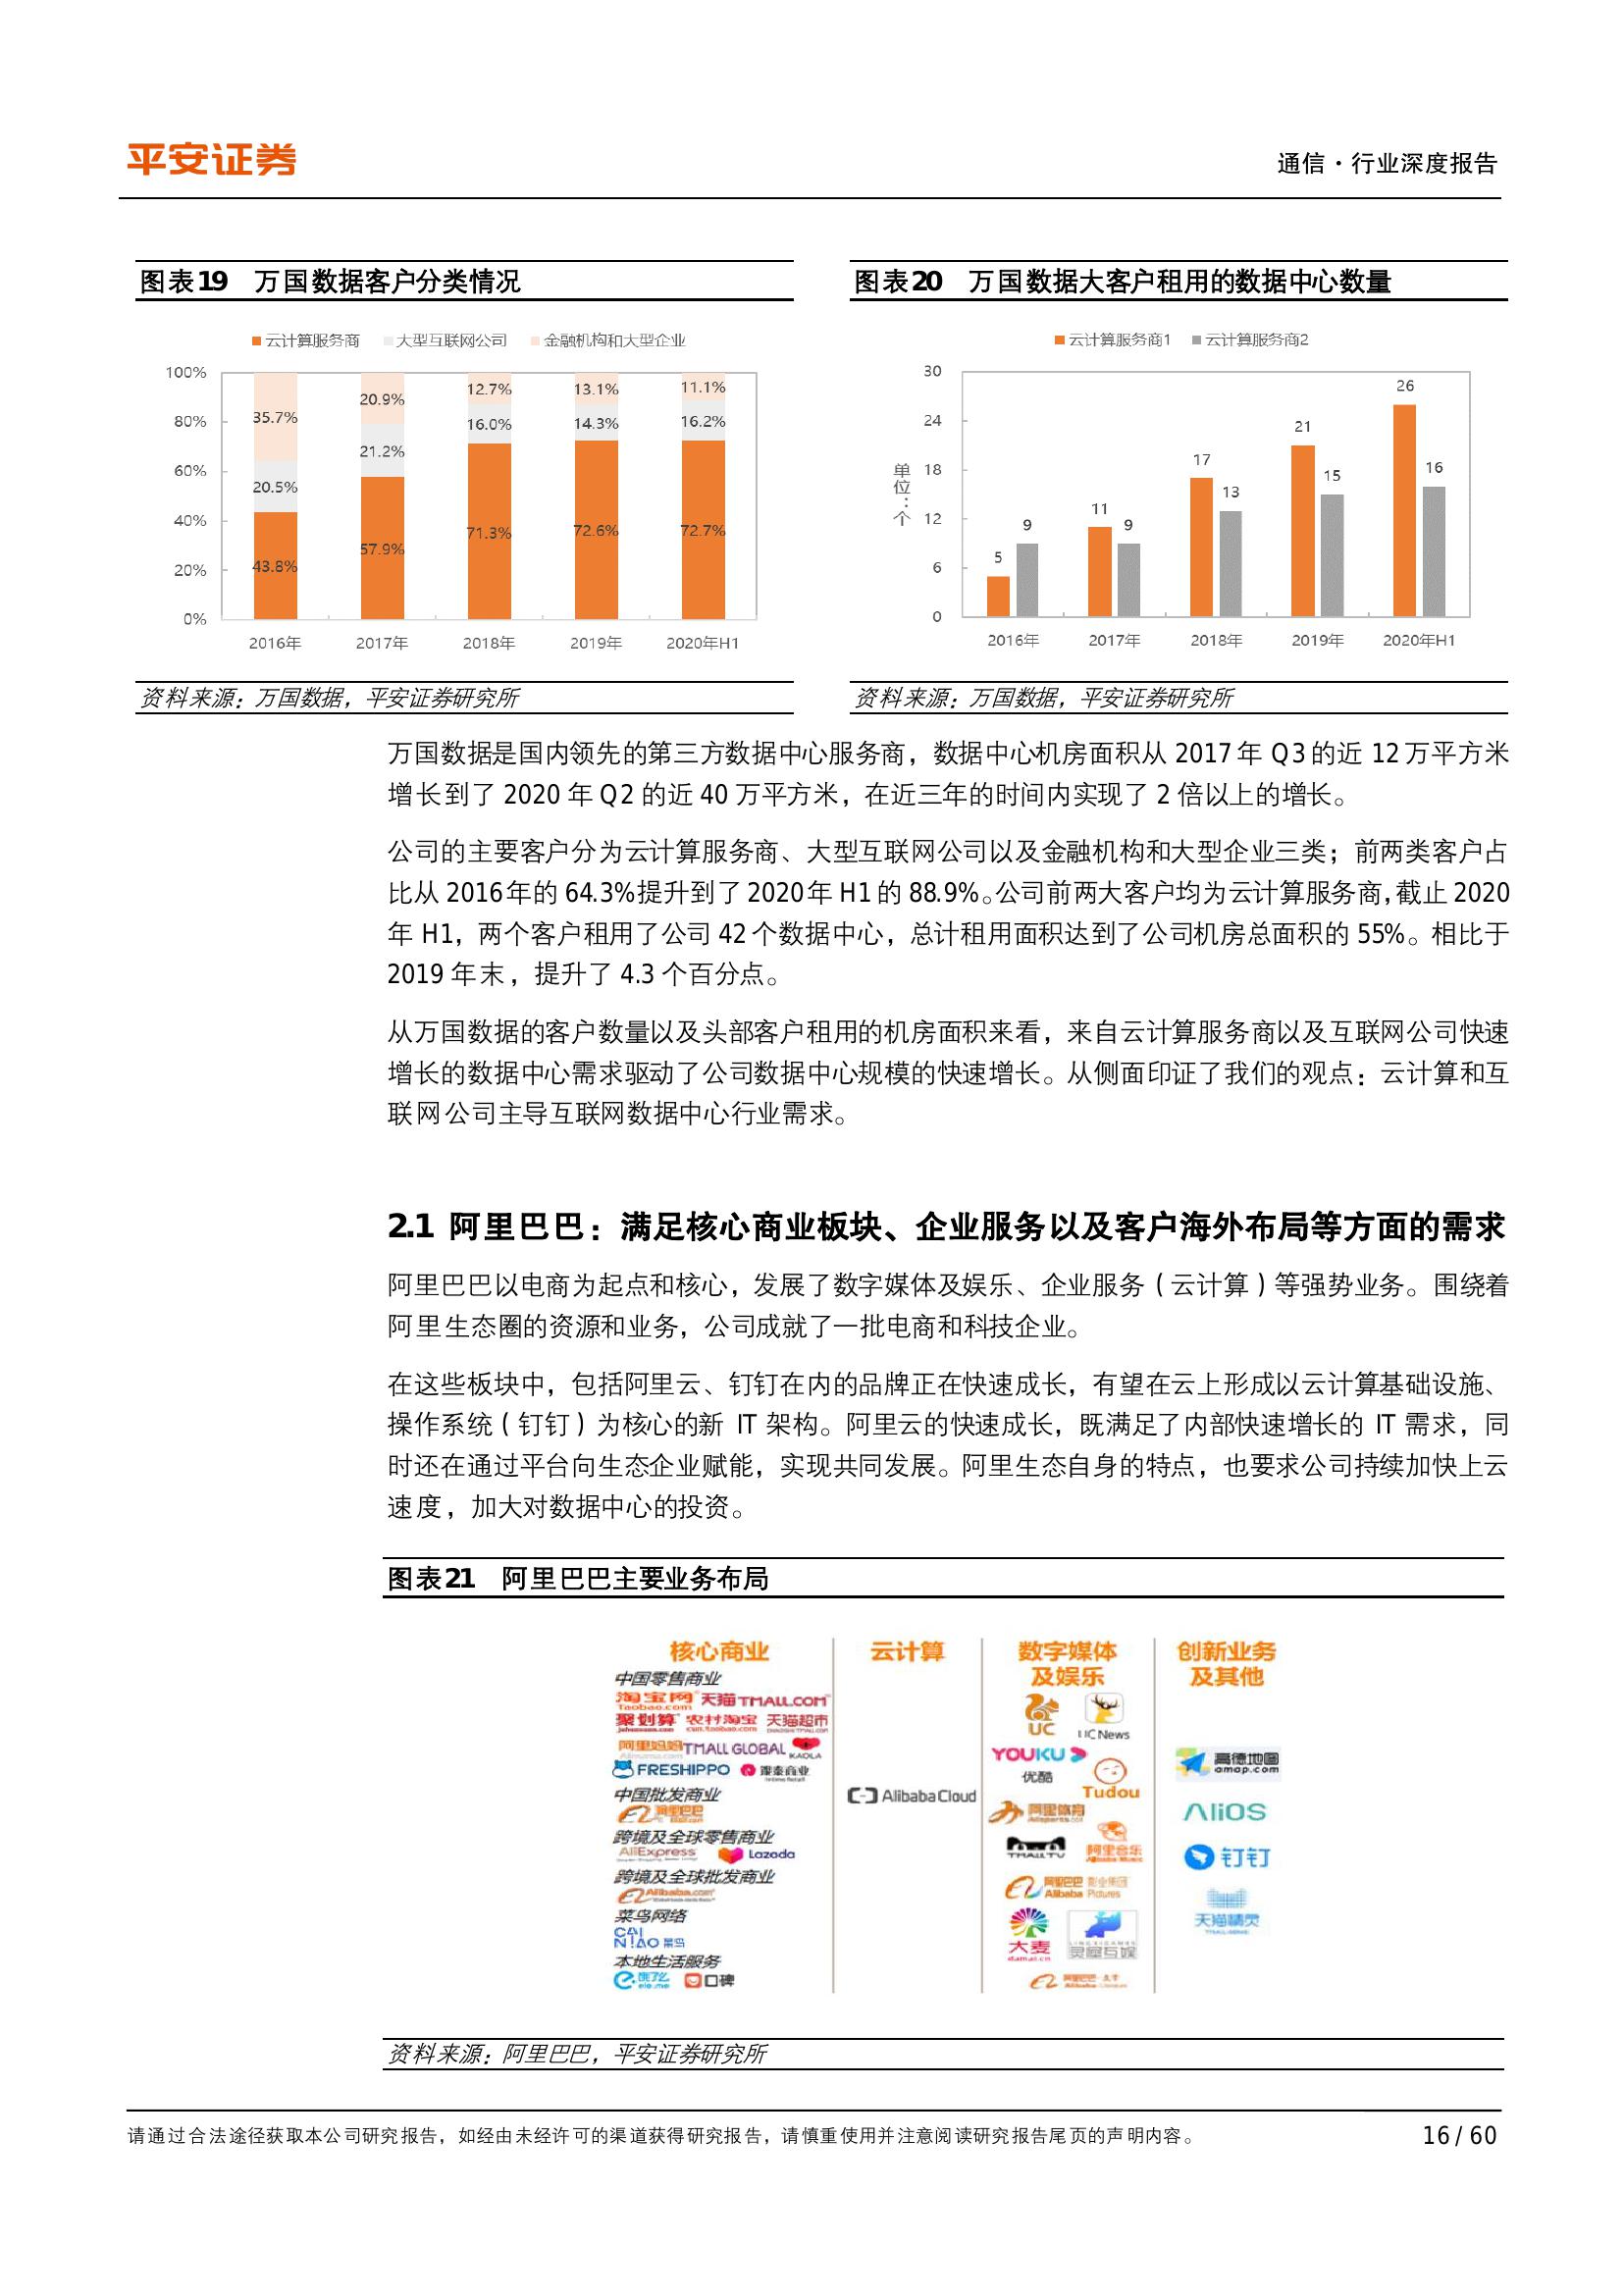 平安证券
通信·行业深度报告
图表19 万国数据客户分类情况
云计算服务商 大型互联网公司 金融机构和大型企业
100%
80%
60%
40%
20%
0%
35.7% 20.9% 12.7% 13.1% 11.1%
20.5% 21.2% 16.0% 14.3% 16.2%
43.8% 57.9% 71.3% 72.6% 72.7%
2016年 2017年 2018年 2019年 2020年H1
资料来源：万国数据，平安证券研究所
图表20 万国数据大客户租用的数据中心数量
云计算服务商1 云计算服务商2
单位：个
30
24
18
12
6
0
5 9 11 9 17 13 21 15 26 16
2016年 2017年 2018年 2019年 2020年H1
资料来源：万国数据，平安证券研究所
万国数据是国内领先的第三方数据中心服务商，数据中心机房面积从 2017 年 Q3 的近 12 万平方米
增长到了 2020 年 Q2 的近 40 万平方米，在近三年的时间内实现了 2 倍以上的增长。
公司的主要客户分为云计算服务商、大型互联网公司以及金融机构和大型企业三类；前两类客户占
比从 2016 年的 64.3%提升到了 2020 年 H1 的 88.9%。公司前两大客户均为云计算服务商，截止 2020
年 H1，两个客户租用了公司 42 个数据中心，总计租用面积达到了公司机房总面积的 55%。相比于
2019 年末，提升了 4.3 个百分点。
从万国数据的客户数量以及头部客户租用的机房面积来看，来自云计算服务商以及互联网公司快速
增长的数据中心需求驱动了公司数据中心规模的快速增长。从侧面印证了我们的观点：云计算和互
联网公司主导互联网数据中心行业需求。
2.1 阿里巴巴：满足核心商业板块、企业服务以及客户海外布局等方面的需求
阿里巴巴以电商为起点和核心，发展了数字媒体及娱乐、企业服务（云计算）等强势业务。围绕着
阿里生态圈的资源和业务，公司成就了一批电商和科技企业。
在这些板块中，包括阿里云、钉钉在内的品牌正在快速成长，有望在云上形成以云计算基础设施、
操作系统（钉钉）为核心的新 IT 架构。阿里云的快速成长，既满足了内部快速增长的 IT 需求，同
时还在通过平台向生态企业赋能，实现共同发展。阿里生态自身的特点，也要求公司持续加快上云
速度，加大对数据中心的投资。
图表21 阿里巴巴主要业务布局
核心商业
中国零售商业
淘宝网 天猫TMALL.COM
Taobao.com
聚划算 农村淘宝 天猫超市
阿里妈妈 TMALL GLOBAL KAOLA
Alimama.com
FRESHIPPO 银泰商业
中国批发商业
阿里巴巴
跨境及全球零售商业
AliExpress Lazada
跨境及全球批发商业
Alibaba.com
菜鸟网络
CAI
NIAO 菜鸟
本地生活服务
饿了么 口碑
ele.me
云计算
Alibaba Cloud
数字媒体
及娱乐
UC UC News
YOUKU
优酷 Tudou
阿里体育
TMALL TV 阿里音乐
阿里巴巴 影业集团
Alibaba Pictures
大麦 灵犀互娱
damai.cn
创新业务
及其他
高德地图
amap.com
AliOS
钉钉
天猫精灵
资料来源：阿里巴巴，平安证券研究所
请通过合法途径获取本公司研究报告，如经由未经许可的渠道获得研究报告，请慎重使用并注意阅读研究报告尾页的声明内容。
16 / 60